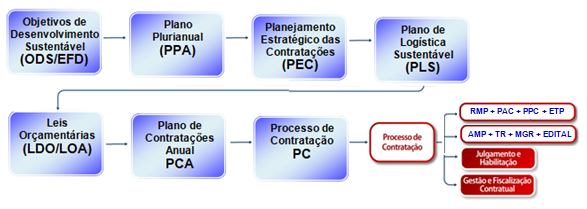 Objetivos de
Desenvolvimento
Sustentável
(ODS/EFD)
Plano
Plurianual
(PPA)
Planejamento
Estratégico das
Contratações
(PEC)
Plano de
Logística
Sustentável
(PLS)
Leis
Orçamentárias
(LDO/LOA)
Plano de
Contratações
Anual
PCA
Processo de
Contratação
PC
Processo de
Contratação
RMP + PAC + PPC + ETP
AMP + TR + MGR + EDITAL
Julgamento e
Habilitação
Gestão e Fiscalização
Contratual